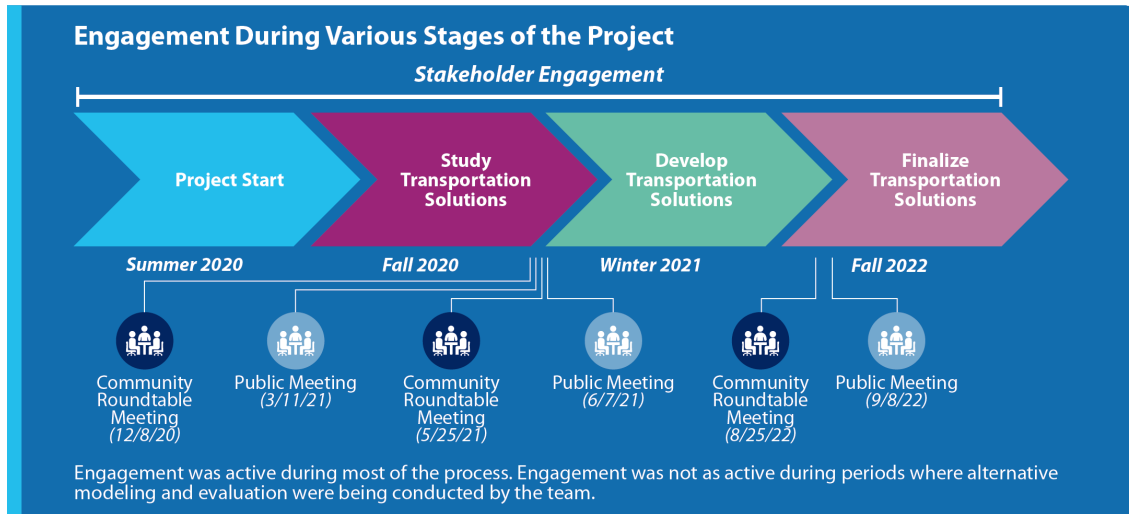 Engagement During Various Stages of the Project
Stakeholder Engagement
Project Start
Study
Transportation
Solutions
Develop
Transportation
Solutions
Finalize
Transportation
Solutions
Summer 2020
Fall 2020
Winter 2021
Fall 2022
Community
Roundtable
Meeting
(12/8/20)
Public Meeting
(3/11/21)
Community
Roundtable
Meeting
(5/25/21)
Public Meeting
(6/7/21)
Community
Roundtable
Meeting
(8/25/22)
Public Meeting
(9/8/22)
Engagement was active during most of the process. Engagement was not as active during periods where alternative
modeling and evaluation were being conducted by the team.